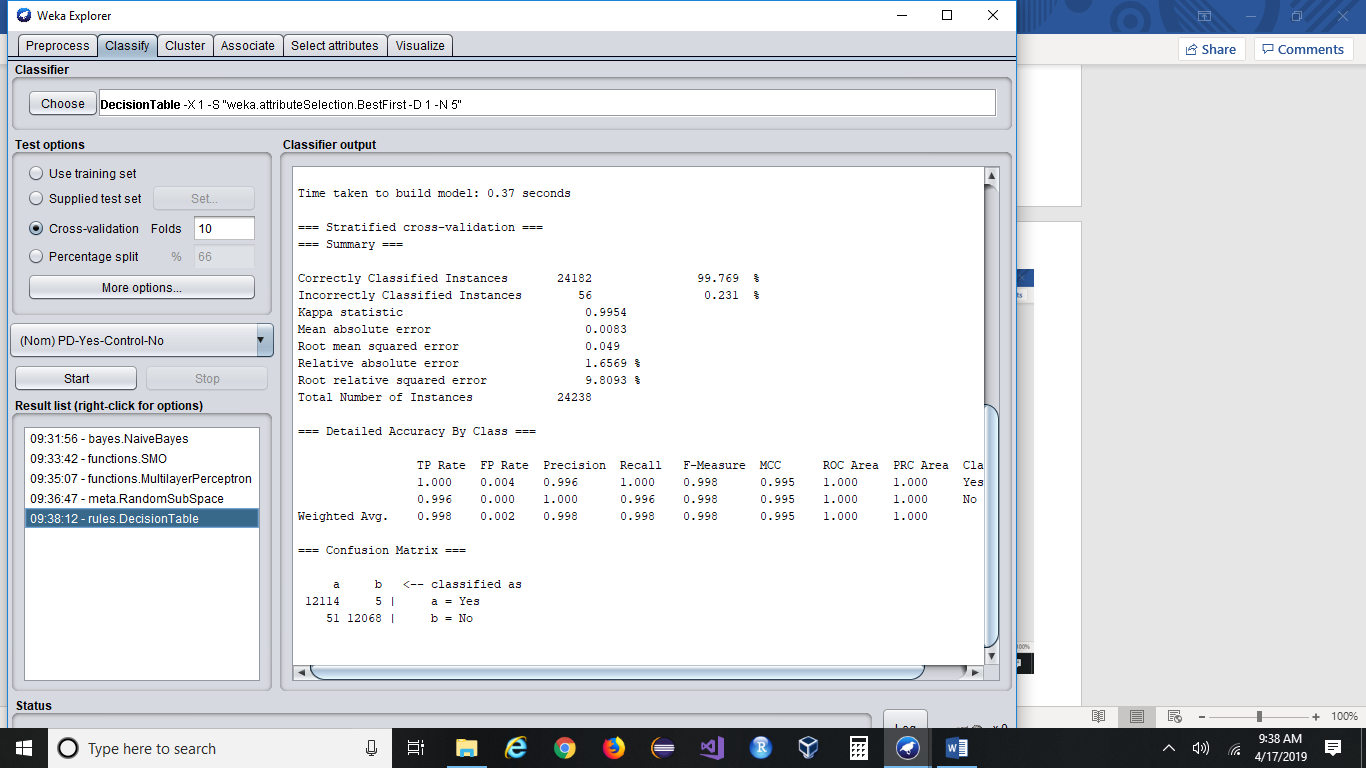 Weka Explorer
Preprocess Classify Cluster Associate Select attributes Visualize
Classifier
Choose DecisionTable -X 1 -S "weka.attributeSelection.BestFirst -D 1 -N 5"
Test options
Use training set
Supplied test set Set...
Cross-validation Folds 10
Percentage split % 66
More options...
(Nom) PD-Yes-Control-No
Start Stop
Result list (right-click for options)
09:31:56 - bayes.NaiveBayes
09:33:42 - functions.SMO
09:35:07 - functions.MultilayerPerceptron
09:36:47 - meta.RandomSubSpace
09:38:12 - rules.DecisionTable
Classifier output
Time taken to build model: 0.37 seconds
=== Stratified cross-validation ===
=== Summary ===
Correctly Classified Instances 24182 99.769 %
Incorrectly Classified Instances 56 0.231 %
Kappa statistic 0.9954
Mean absolute error 0.0083
Root mean squared error 0.049
Relative absolute error 1.6569 %
Root relative squared error 9.8093 %
Total Number of Instances 24238
=== Detailed Accuracy By Class ===
TP Rate FP Rate Precision Recall F-Measure MCC ROC Area PRC Area Cla
1.000 0.004 0.996 1.000 0.998 0.995 1.000 1.000 Yes
0.996 0.000 1.000 0.996 0.998 0.995 1.000 1.000 No
Weighted Avg. 0.998 0.002 0.998 0.998 0.998 0.995 1.000 1.000
=== Confusion Matrix ===
a b <-- classified as
12114 5 | a = Yes
51 12068 | b = No
Status
Log
Share Comments
100%
Type here to search
9:38 AM
4/17/2019